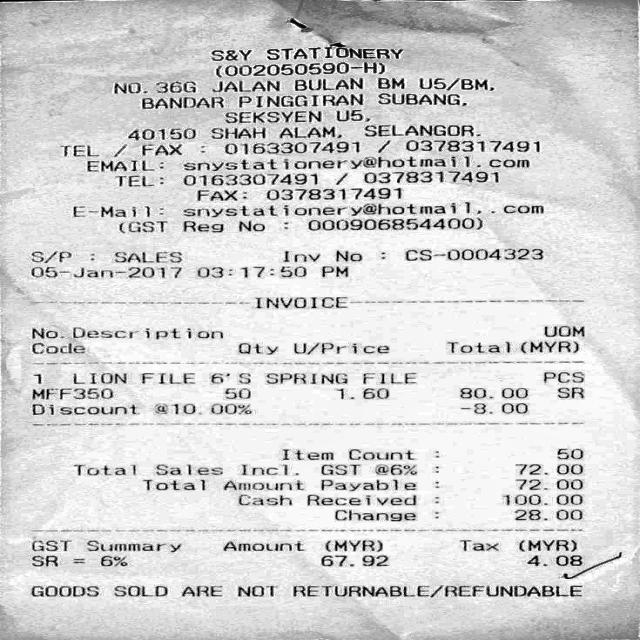 S&Y STATIONERY
(002050590-H)
NO. 36G JALAN BULAN BM U5/BM,
BANDAR PINGGIRAN SUBANG,
SEKSYEN U5,
40150 SHAH ALAM, SELANGOR.
TEL / FAX : 0163307491 / 0378317491
EMAIL: snystationery@hotmail.com
TEL: 0163307491 / 0378317491
FAX: 0378317491
E-Mail: snystationery@hotmail,.com
(GST Reg No : 000906854400)
S/P : SALES Inv No : CS-0004323
05-Jan-2017 03:17:50 PM
INVOICE
No. Description UOM
Code Qty U/Price Total(MYR)
1 LION FILE 6'S SPRING FILE PCS
MFF350 50 1.60 80.00 SR
Discount @10.00% -8.00
Item Count : 50
Total Sales Incl. GST @6% : 72.00
Total Amount Payable : 72.00
Cash Received : 100.00
Change : 28.00
GST Summary Amount (MYR) Tax (MYR)
SR = 6% 67.92 4.08
GOODS SOLD ARE NOT RETURNABLE/REFUNDABLE